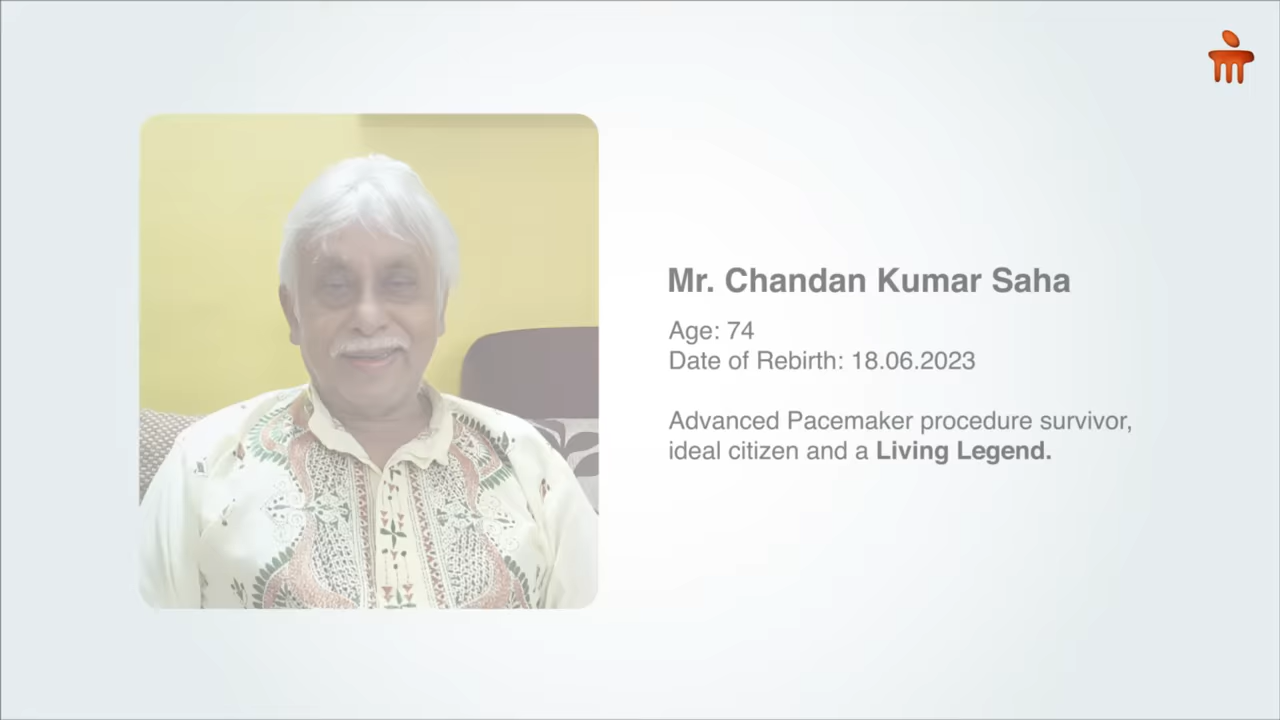 Mr. Chandan Kumar Saha
Age: 74
Date of Rebirth: 18.06.2023
Advanced Pacemaker procedure survivor,
ideal citizen and a Living Legend.